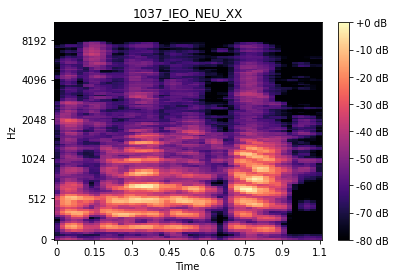 1037_IEO_NEU_XX
+0 dB
8192
-10 dB
4096
-20 dB
-30 dB
2048
Hz
-40 dB
1024
-50 dB
512
-60 dB
-70 dB
0
-80 dB
0 0.15 0.3 0.45 0.6 0.75 0.9 1.1
Time